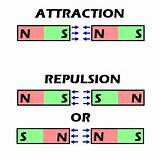 ATTRACTION
N S N S
REPULSION
N S S N
OR
S N N S